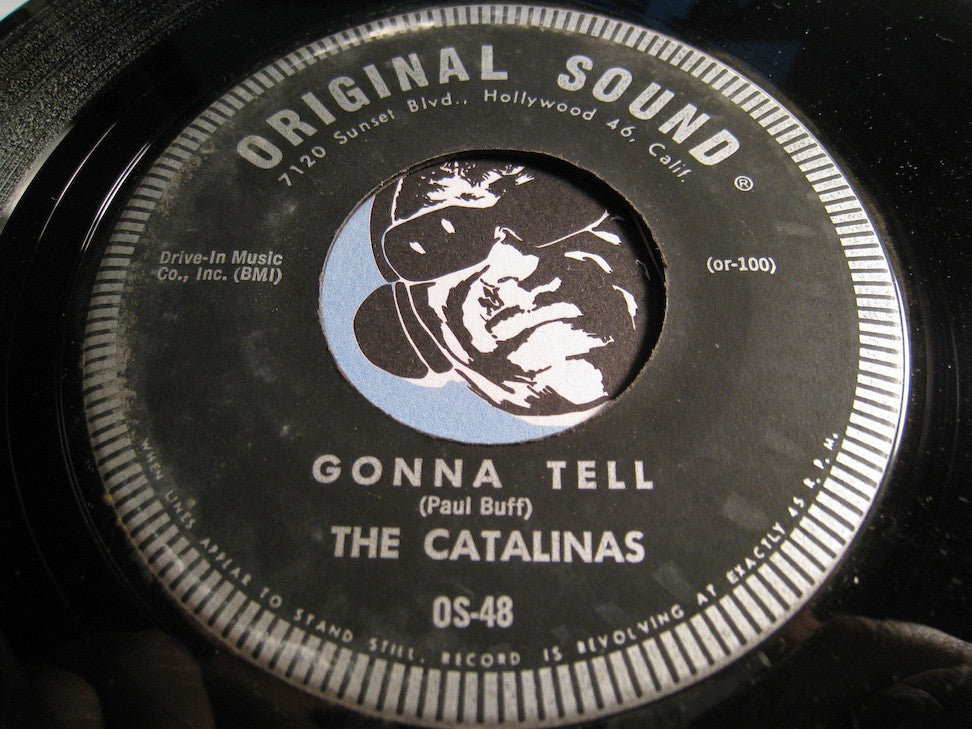 ORIGINAL SOUND ®
7120 Sunset Blvd., Hollywood 46, Calif.
Drive-In Music
Co., Inc. (BMI)
(or-100)
GONNA TELL
(Paul Buff)
THE CATALINAS
OS-48
WHEN LINES APPEAR TO STAND STILL, RECORD IS REVOLVING AT EXACTLY 45 R.P.M.